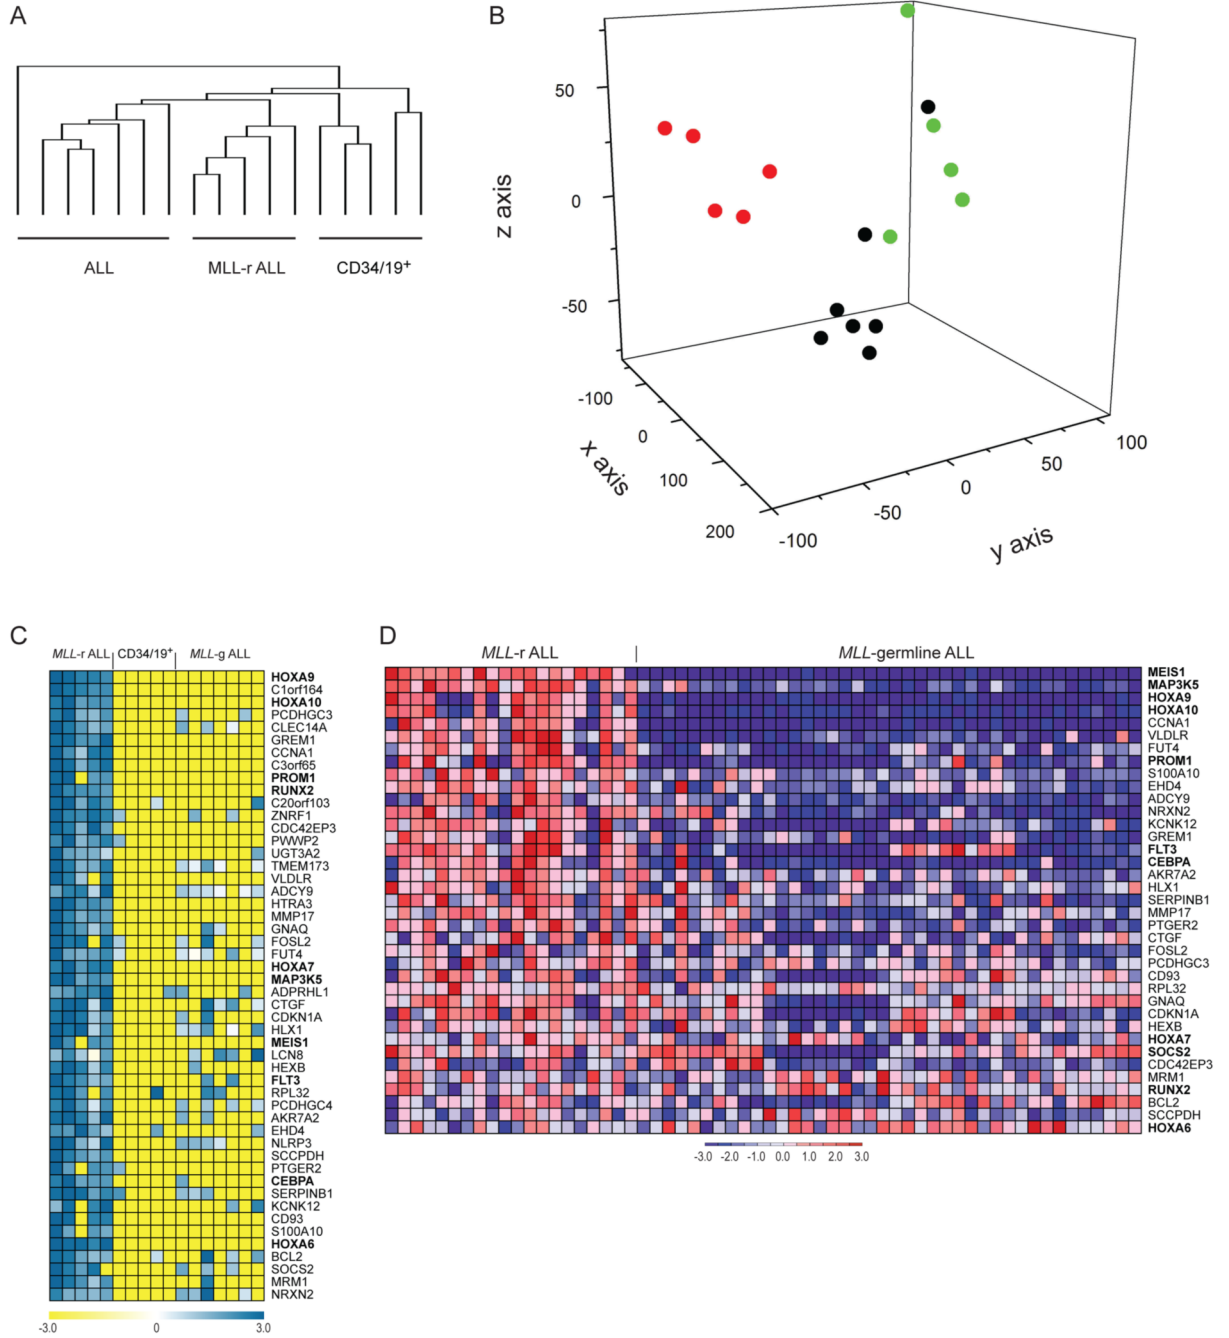 A
ALL
MLL-r ALL
CD34/19+
B
50
0
-50
z axis
-100
0
100
200
x axis
-100
-50
0
50
100
y axis
C
MLL-r ALL
CD34/19+
MLL-g ALL
HOXA9
C1orf164
HOXA10
PCDHGC3
CLEC14A
GREM1
CCNA1
C3orf65
PROM1
RUNX2
C20orf103
ZNRF1
CDC42EP3
PWWP2
UGT3A2
TMEM173
VLDLR
ADCY9
HTRA3
MMP17
GNAQ
FOSL2
FUT4
HOXA7
MAP3K5
ADPRHL1
CTGF
CDKN1A
HLX1
MEIS1
LCN8
HEXB
FLT3
RPL32
PCDHGC4
AKR7A2
EHD4
NLRP3
SCCPDH
PTGER2
CEBPA
SERPINB1
KCNK12
CD93
S100A10
HOXA6
BCL2
SOCS2
MRM1
NRXN2
-3.0
0
3.0
D
MLL-r ALL
MLL-germline ALL
MEIS1
MAP3K5
HOXA9
HOXA10
CCNA1
VLDLR
FUT4
PROM1
S100A10
EHD4
ADCY9
NRXN2
KCNK12
GREM1
FLT3
CEBPA
AKR7A2
HLX1
SERPINB1
MMP17
PTGER2
CTGF
FOSL2
PCDHGC3
CD93
RPL32
GNAQ
CDKN1A
HEXB
HOXA7
SOCS2
CDC42EP3
MRM1
RUNX2
BCL2
SCCPDH
HOXA6
-3.0 -2.0 -1.0 0.0 1.0 2.0 3.0